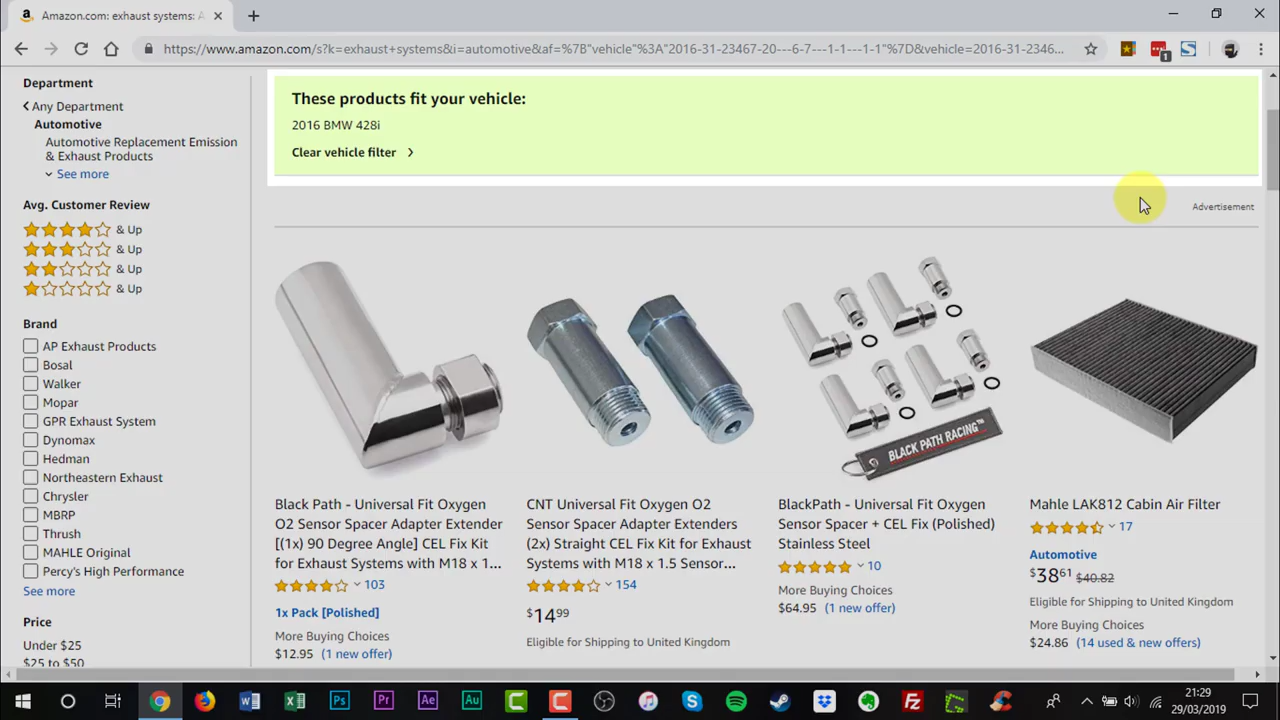 Amazon.com: exhaust systems: A
https://www.amazon.com/s?k=exhaust+systems&i=automotive&af=%7B"vehicle"%3A"2016-31-23467-20---6-7---1-1---1-1"%7D&vehicle=2016-31-2346...
1
Department
Any Department
Automotive
Automotive Replacement Emission
& Exhaust Products
See more
Avg. Customer Review
& Up
& Up
& Up
& Up
Brand
AP Exhaust Products
Bosal
Walker
Mopar
GPR Exhaust System
Dynomax
Hedman
Northeastern Exhaust
Chrysler
MBRP
Thrush
MAHLE Original
Percy's High Performance
See more
Price
Under $25
$25 to $50
These products fit your vehicle:
2016 BMW 428i
Clear vehicle filter
Advertisement
Black Path - Universal Fit Oxygen
O2 Sensor Spacer Adapter Extender
[(1x) 90 Degree Angle] CEL Fix Kit
for Exhaust Systems with M18 x 1...
103
1x Pack [Polished]
More Buying Choices
$12.95 (1 new offer)
CNT Universal Fit Oxygen O2
Sensor Spacer Adapter Extenders
(2x) Straight CEL Fix Kit for Exhaust
Systems with M18 x 1.5 Sensor...
154
$14.99
Eligible for Shipping to United Kingdom
BLACK PATH RACING™
BlackPath - Universal Fit Oxygen
Sensor Spacer + CEL Fix (Polished)
Stainless Steel
10
More Buying Choices
$64.95 (1 new offer)
Mahle LAK812 Cabin Air Filter
17
Automotive
$38.61 $40.82
Eligible for Shipping to United Kingdom
More Buying Choices
$24.86 (14 used & new offers)
Ps
Pr
Ae
Au
21:29
29/03/2019